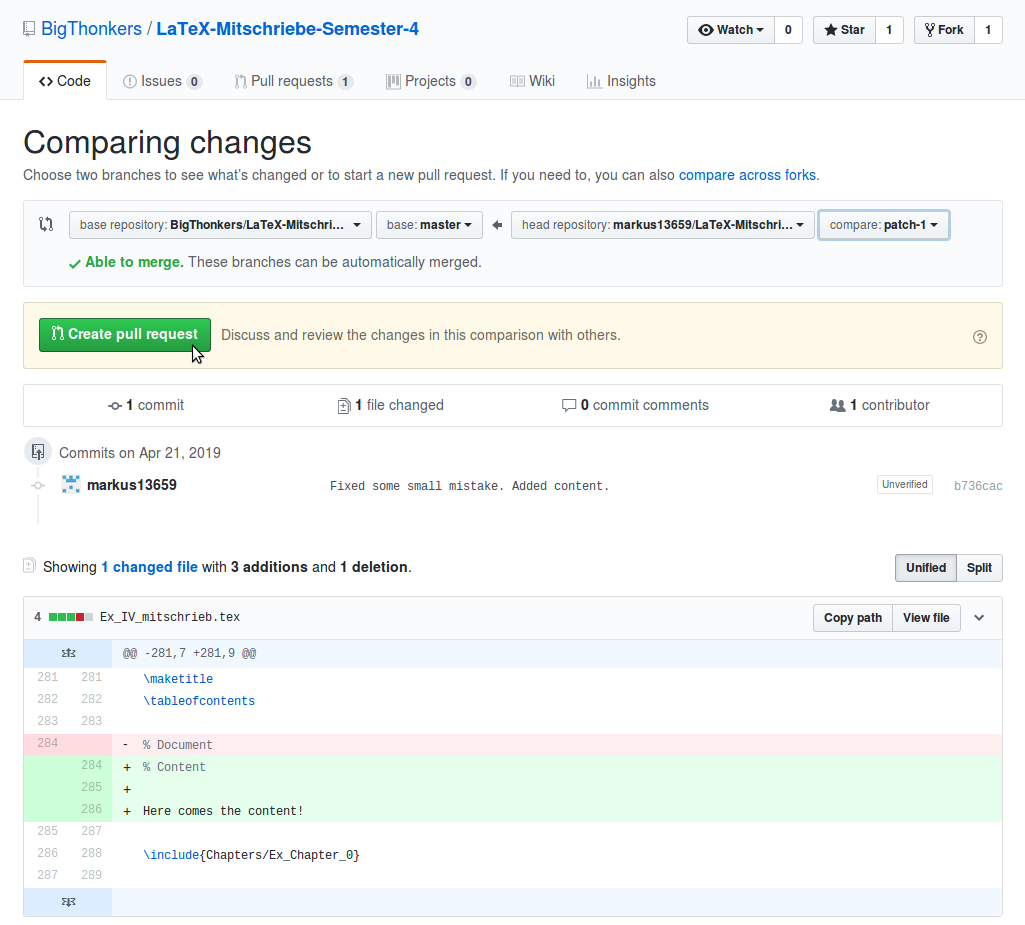 BigThonkers / LaTeX-Mitschriebe-Semester-4
Watch 0 Star 1 Fork 1
Code Issues 0 Pull requests 1 Projects 0 Wiki Insights
Comparing changes
Choose two branches to see what's changed or to start a new pull request. If you need to, you can also compare across forks.
base repository: BigThonkers/LaTeX-Mitschri... base: master head repository: markus13659/LaTeX-Mitschri... compare: patch-1
Able to merge. These branches can be automatically merged.
Create pull request Discuss and review the changes in this comparison with others.
1 commit 1 file changed 0 commit comments 1 contributor
Commits on Apr 21, 2019
markus13659 Fixed some small mistake. Added content. Unverified b736cac
Showing 1 changed file with 3 additions and 1 deletion.
Unified Split
4 Ex_IV_mitschrieb.tex Copy path View file
@@ -281,7 +281,9 @@
281 281 \maketitle
282 282 \tableofcontents
283 283
284 - % Document
284 + % Content
285 +
286 + Here comes the content!
285 287
286 288 \include{Chapters/Ex_Chapter_0}
287 289